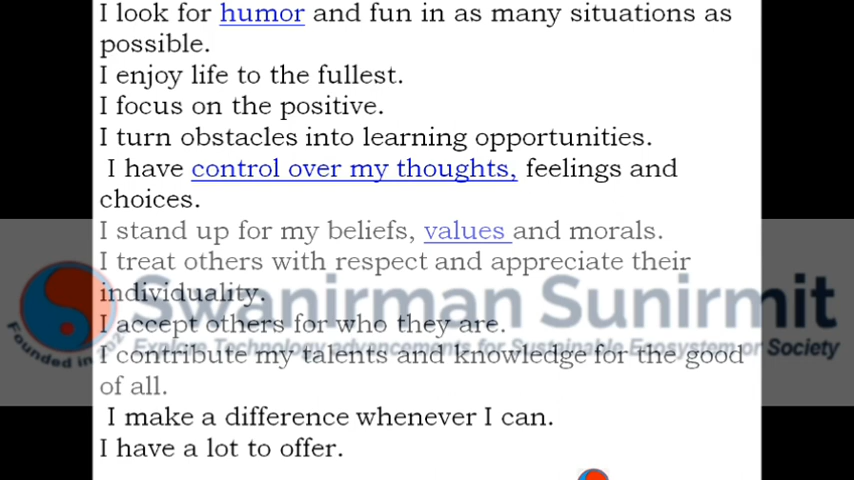 I look for humor and fun in as many situations as
possible.
I enjoy life to the fullest.
I focus on the positive.
I turn obstacles into learning opportunities.
I have control over my thoughts, feelings and
choices.
I stand up for my beliefs, values and morals.
I treat others with respect and appreciate their
individuality.
Swanirman Sunirmit
I accept others for who they are.
Founded in
Explore Technology advancements for Sustainable Ecosystem or Society
I contribute my talents and knowledge for the good
of all.
I make a difference whenever I can.
I have a lot to offer.